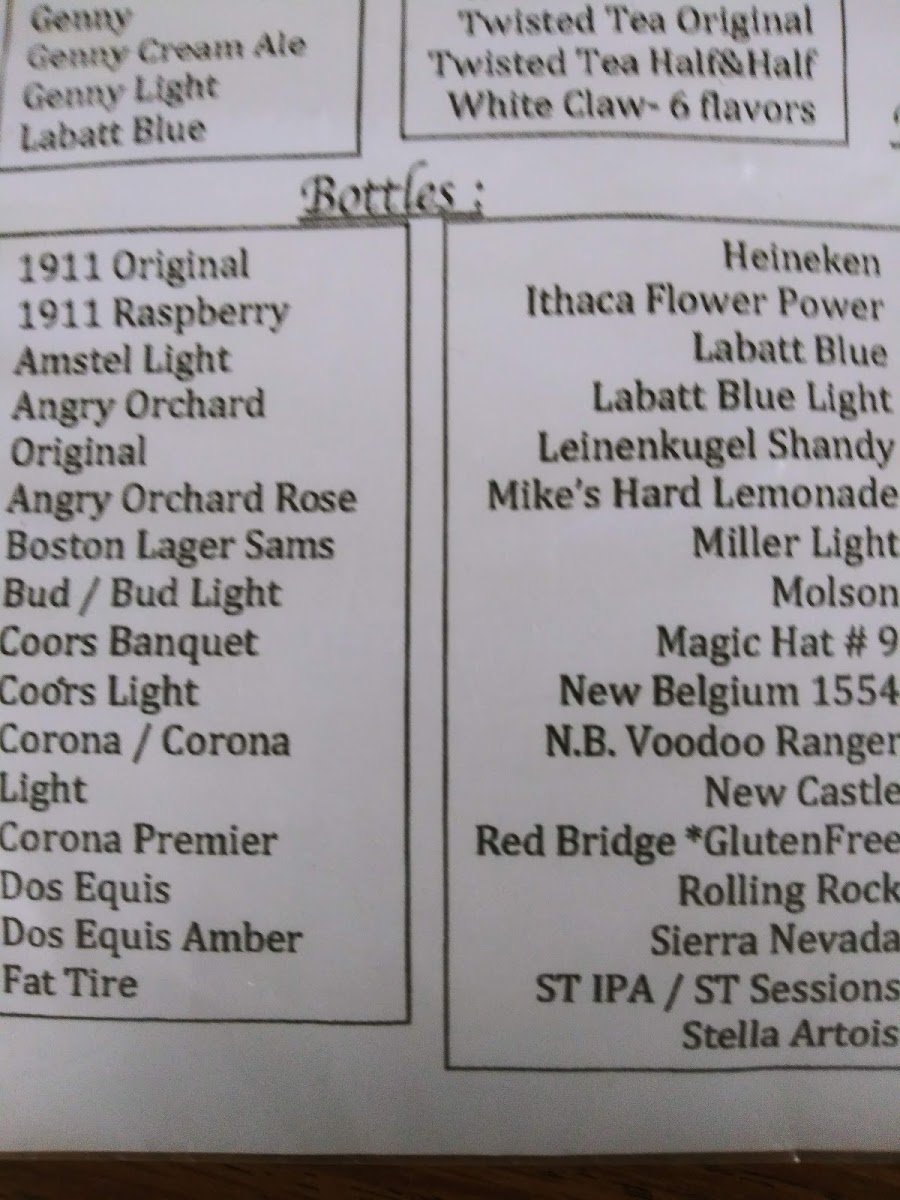 Genny
Genny Cream Ale
Genny Light
Labatt Blue
Twisted Tea Original
Twisted Tea Half&Half
White Claw- 6 flavors
Bottles :
1911 Original
1911 Raspberry
Amstel Light
Angry Orchard
Original
Angry Orchard Rose
Boston Lager Sams
Bud / Bud Light
Coors Banquet
Coors Light
Corona / Corona
Light
Corona Premier
Dos Equis
Dos Equis Amber
Fat Tire
Heineken
Ithaca Flower Power
Labatt Blue
Labatt Blue Light
Leinenkugel Shandy
Mike's Hard Lemonade
Miller Light
Molson
Magic Hat # 9
New Belgium 1554
N.B. Voodoo Ranger
New Castle
Red Bridge *GlutenFree
Rolling Rock
Sierra Nevada
ST IPA / ST Sessions
Stella Artois